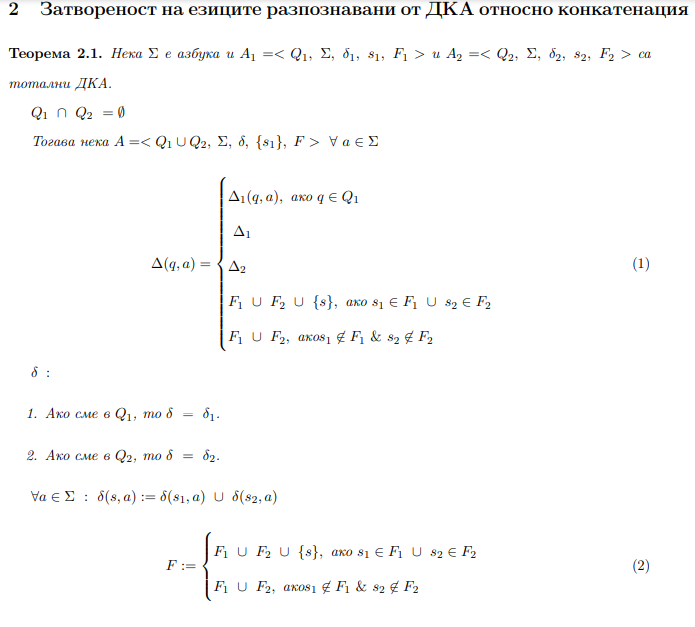 2 Затвореност на езиците разпознавани от ДКА относно конкатенация
Теорема 2.1. Нека Σ е азбука и A₁ =< Q₁, Σ, δ₁, s₁, F₁ > и A₂ =< Q₂, Σ, δ₂, s₂, F₂ > са
тотални ДКА.
Q₁ ∩ Q₂ = ∅
Тогава нека A =< Q₁ ∪ Q₂, Σ, δ, {s₁}, F > ∀ a ∈ Σ
Δ₁(q, a), ако q ∈ Q₁
Δ₁
Δ(q, a) = { Δ₂ (1)
F₁ ∪ F₂ ∪ {s}, ако s₁ ∈ F₁ ∪ s₂ ∈ F₂
F₁ ∪ F₂, акоs₁ ∉ F₁ & s₂ ∉ F₂
δ :
1. Ако сме в Q₁, то δ = δ₁.
2. Ако сме в Q₂, то δ = δ₂.
∀a ∈ Σ : δ(s, a) := δ(s₁, a) ∪ δ(s₂, a)
F₁ ∪ F₂ ∪ {s}, ако s₁ ∈ F₁ ∪ s₂ ∈ F₂
F := { (2)
F₁ ∪ F₂, акоs₁ ∉ F₁ & s₂ ∉ F₂